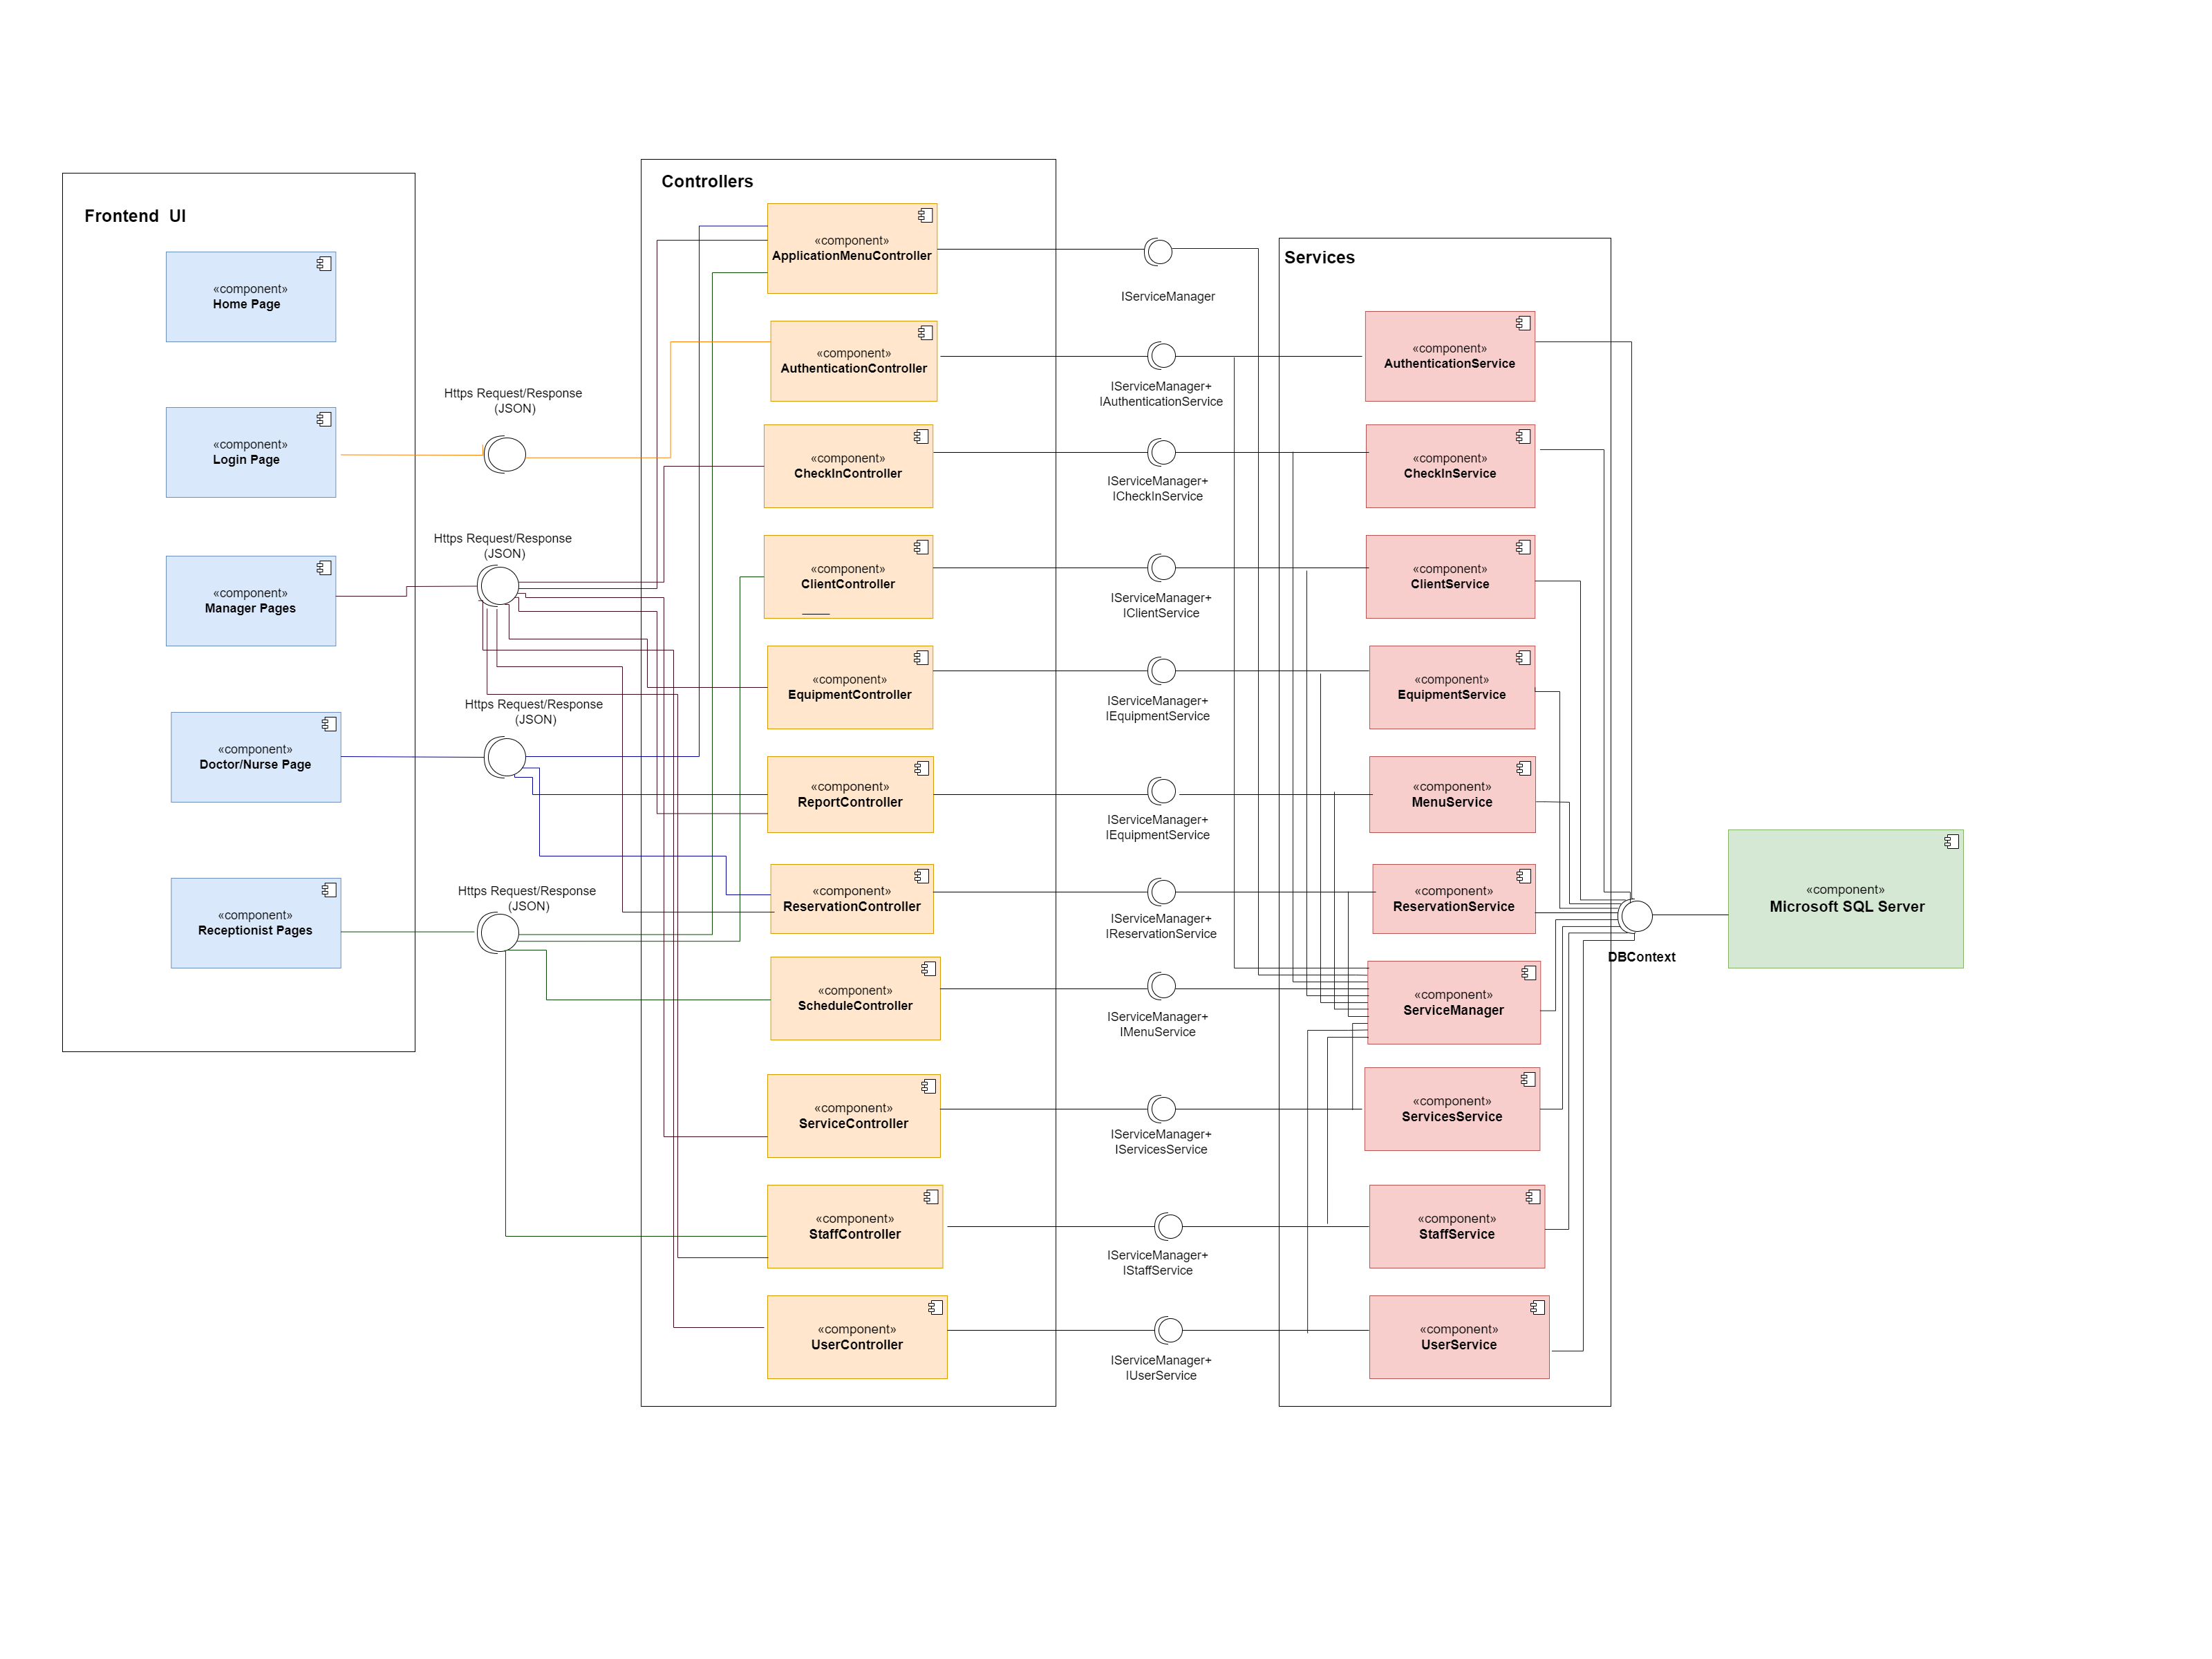 Frontend  UI
«component»
Home Page
«component»
Login Page
«component»
Manager Pages
«component»
Doctor/Nurse Page
«component»
Receptionist Pages
Https Request/Response
(JSON)
Https Request/Response
(JSON)
Https Request/Response
(JSON)
Https Request/Response
(JSON)
Controllers
«component»
ApplicationMenuController
«component»
AuthenticationController
«component»
CheckInController
«component»
ClientController
«component»
EquipmentController
«component»
ReportController
«component»
ReservationController
«component»
ScheduleController
«component»
ServiceController
«component»
StaffController
«component»
UserController
IServiceManager
IServiceManager+
IAuthenticationService
IServiceManager+
ICheckInService
IServiceManager+
IClientService
IServiceManager+
IEquipmentService
IServiceManager+
IEquipmentService
IServiceManager+
IReservationService
IServiceManager+
IMenuService
IServiceManager+
IServicesService
IServiceManager+
IStaffService
IServiceManager+
IUserService
Services
«component»
AuthenticationService
«component»
CheckInService
«component»
ClientService
«component»
EquipmentService
«component»
MenuService
«component»
ReservationService
«component»
ServiceManager
«component»
ServicesService
«component»
StaffService
«component»
UserService
DBContext
«component»
Microsoft SQL Server